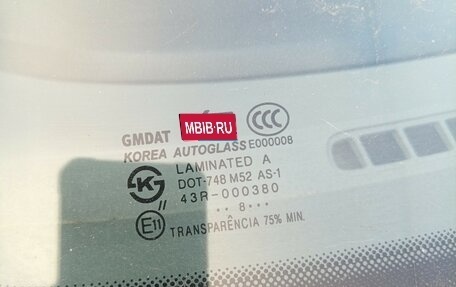 GMDAT MBIB.RU CCC
KOREA AUTOGLASS E000008
LAMINATED A
DOT-748 M52 AS-1
43R-000380
·· 8···
E11 TRANSPARÊNCIA 75% MIN.